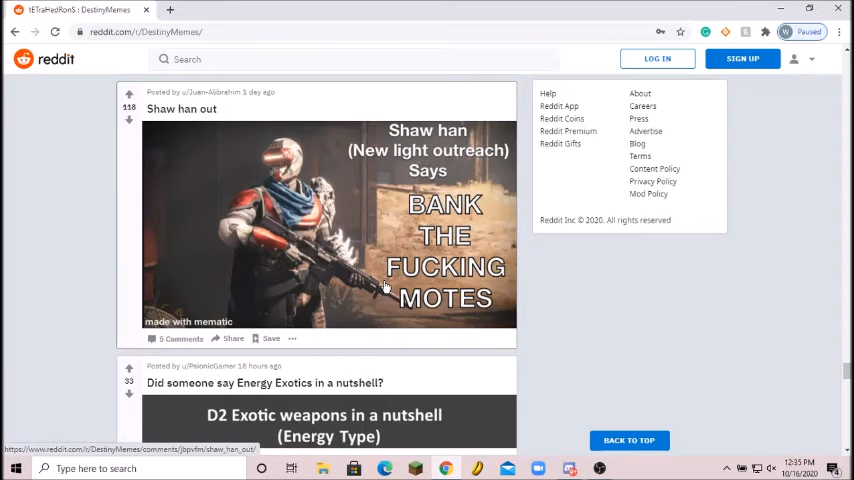 tETraHedRonS : DestinyMemes
reddit.com/r/DestinyMemes/
Paused
reddit
Search
LOG IN
SIGN UP
Posted by u/Juan-Alibrahim 1 day ago
118
Shaw han out
Shaw han
(New light outreach)
Says
BANK
THE
FUCKING
MOTES
made with mematic
5 Comments
Share
Save
Help
About
Reddit App
Careers
Reddit Coins
Press
Reddit Premium
Advertise
Reddit Gifts
Blog
Terms
Content Policy
Privacy Policy
Mod Policy
Reddit Inc © 2020. All rights reserved
Posted by u/PsionicGamer 18 hours ago
33
Did someone say Energy Exotics in a nutshell?
D2 Exotic weapons in a nutshell
(Energy Type)
BACK TO TOP
https://www.reddit.com/r/DestinyMemes/comments/jbpvfm/shaw_han_out/
Type here to search
12:35 PM
10/16/2020
4